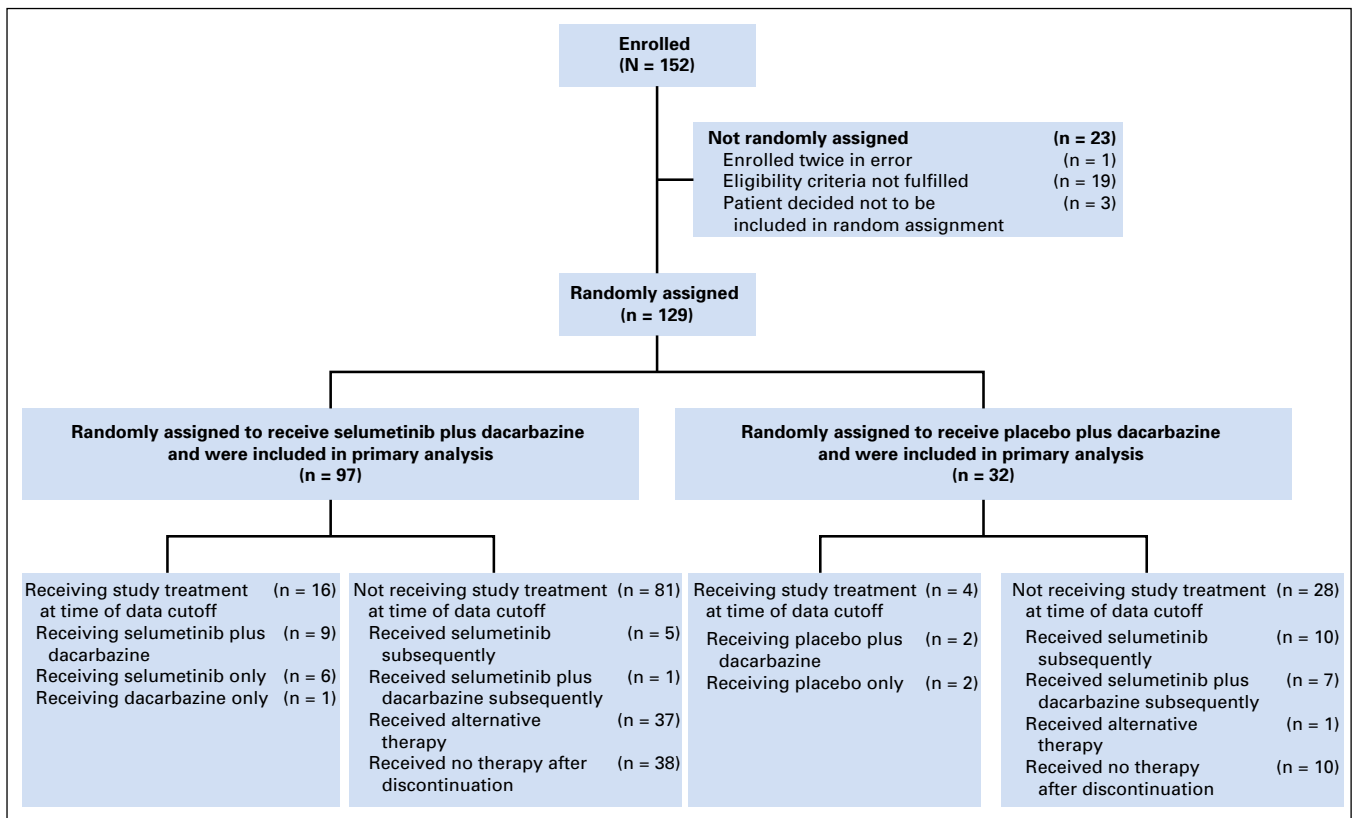 Enrolled
(N = 152)
Not randomly assigned (n = 23)
Enrolled twice in error (n = 1)
Eligibility criteria not fulfilled (n = 19)
Patient decided not to be (n = 3)
included in random assignment
Randomly assigned
(n = 129)
Randomly assigned to receive selumetinib plus dacarbazine
and were included in primary analysis
(n = 97)
Randomly assigned to receive placebo plus dacarbazine
and were included in primary analysis
(n = 32)
Receiving study treatment (n = 16)
at time of data cutoff
Receiving selumetinib plus (n = 9)
dacarbazine
Receiving selumetinib only (n = 6)
Receiving dacarbazine only (n = 1)
Not receiving study treatment (n = 81)
at time of data cutoff
Received selumetinib (n = 5)
subsequently
Received selumetinib plus (n = 1)
dacarbazine subsequently
Received alternative (n = 37)
therapy
Received no therapy after (n = 38)
discontinuation
Receiving study treatment (n = 4)
at time of data cutoff
Receiving placebo plus (n = 2)
dacarbazine
Receiving placebo only (n = 2)
Not receiving study treatment (n = 28)
at time of data cutoff
Received selumetinib (n = 10)
subsequently
Received selumetinib plus (n = 7)
dacarbazine subsequently
Received alternative (n = 1)
therapy
Received no therapy (n = 10)
after discontinuation